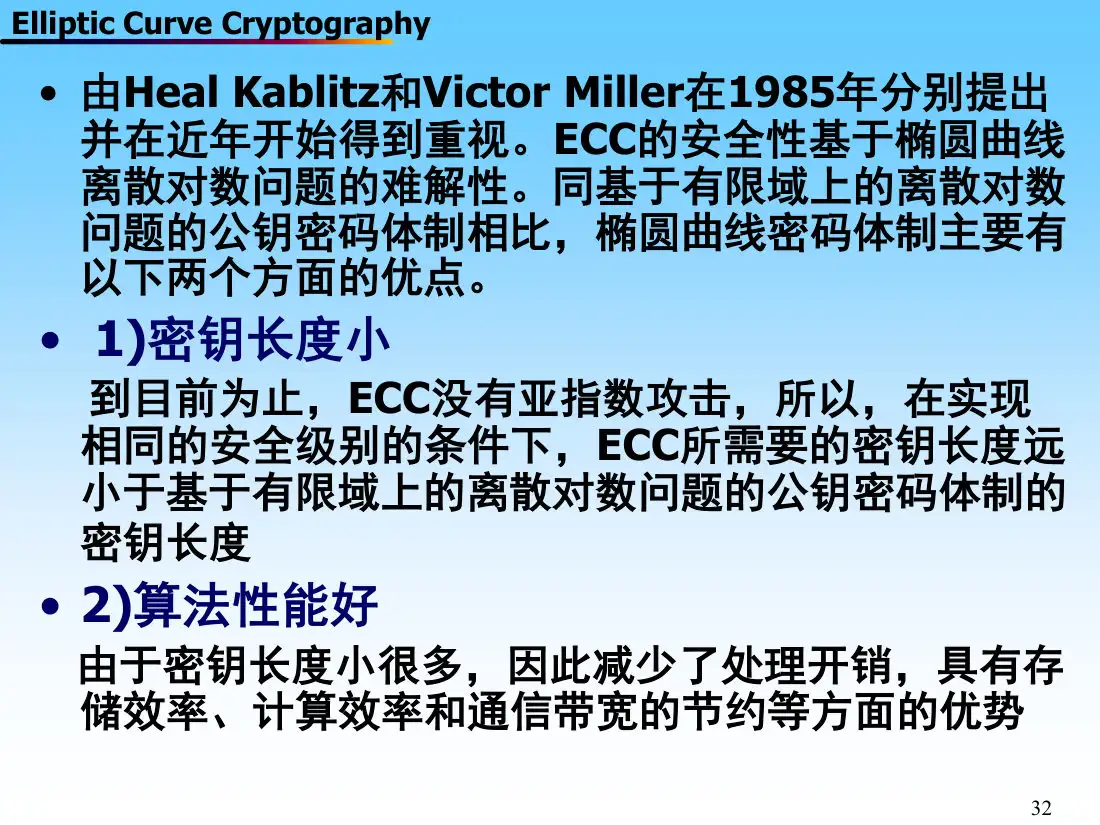 Elliptic Curve Cryptography
• 由Heal Kablitz和Victor Miller在1985年分别提出
并在近年开始得到重视。ECC的安全性基于椭圆曲线
离散对数问题的难解性。同基于有限域上的离散对数
问题的公钥密码体制相比，椭圆曲线密码体制主要有
以下两个方面的优点。
• 1)密钥长度小
到目前为止，ECC没有亚指数攻击，所以，在实现
相同的安全级别的条件下，ECC所需要的密钥长度远
小于基于有限域上的离散对数问题的公钥密码体制的
密钥长度
• 2)算法性能好
由于密钥长度小很多，因此减少了处理开销，具有存
储效率、计算效率和通信带宽的节约等方面的优势
32